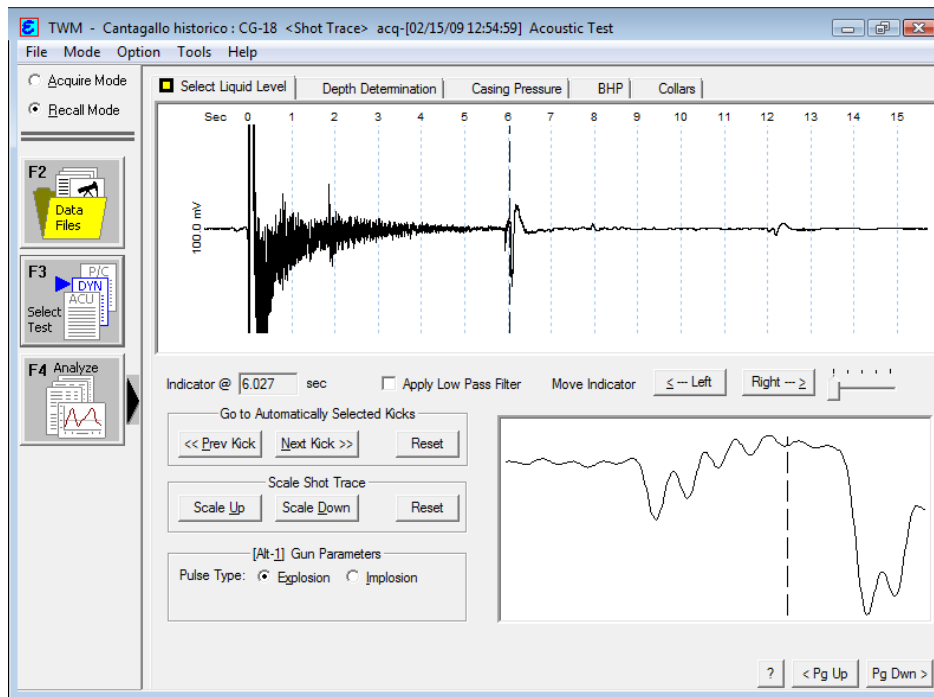 TWM - Cantagallo historico : CG-18 <Shot Trace> acq-[02/15/09 12:54:59] Acoustic Test
File Mode Option Tools Help
Acquire Mode
Recall Mode
F2
Data
Files
F3
P/C
DYN
ACU
Select
Test
F4 Analyze
Select Liquid Level Depth Determination Casing Pressure BHP Collars
Sec 0 1 2 3 4 5 6 7 8 9 10 11 12 13 14 15
100.0 mV
Indicator @ 6.027 sec Apply Low Pass Filter Move Indicator < -- Left Right -- >
Go to Automatically Selected Kicks
<< Prev Kick Next Kick >> Reset
Scale Shot Trace
Scale Up Scale Down Reset
[Alt-1] Gun Parameters
Pulse Type: Explosion Implosion
? < Pg Up Pg Dwn >